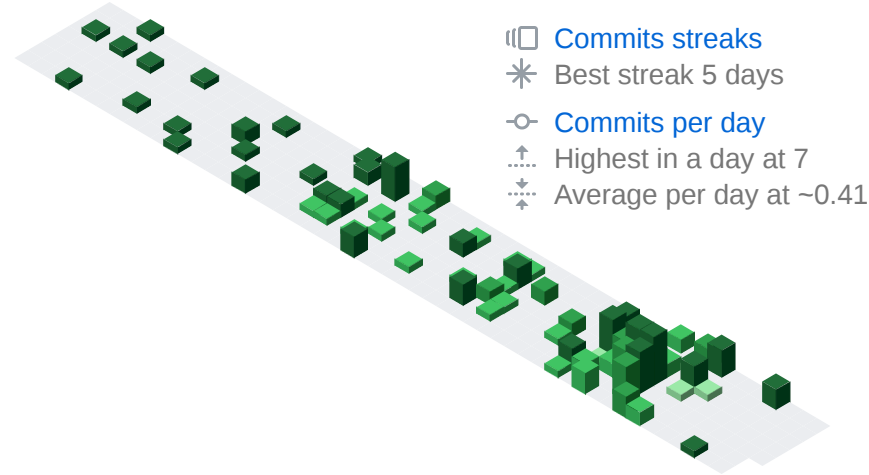 Commits streaks
Best streak 5 days
Commits per day
Highest in a day at 7
Average per day at ~0.41